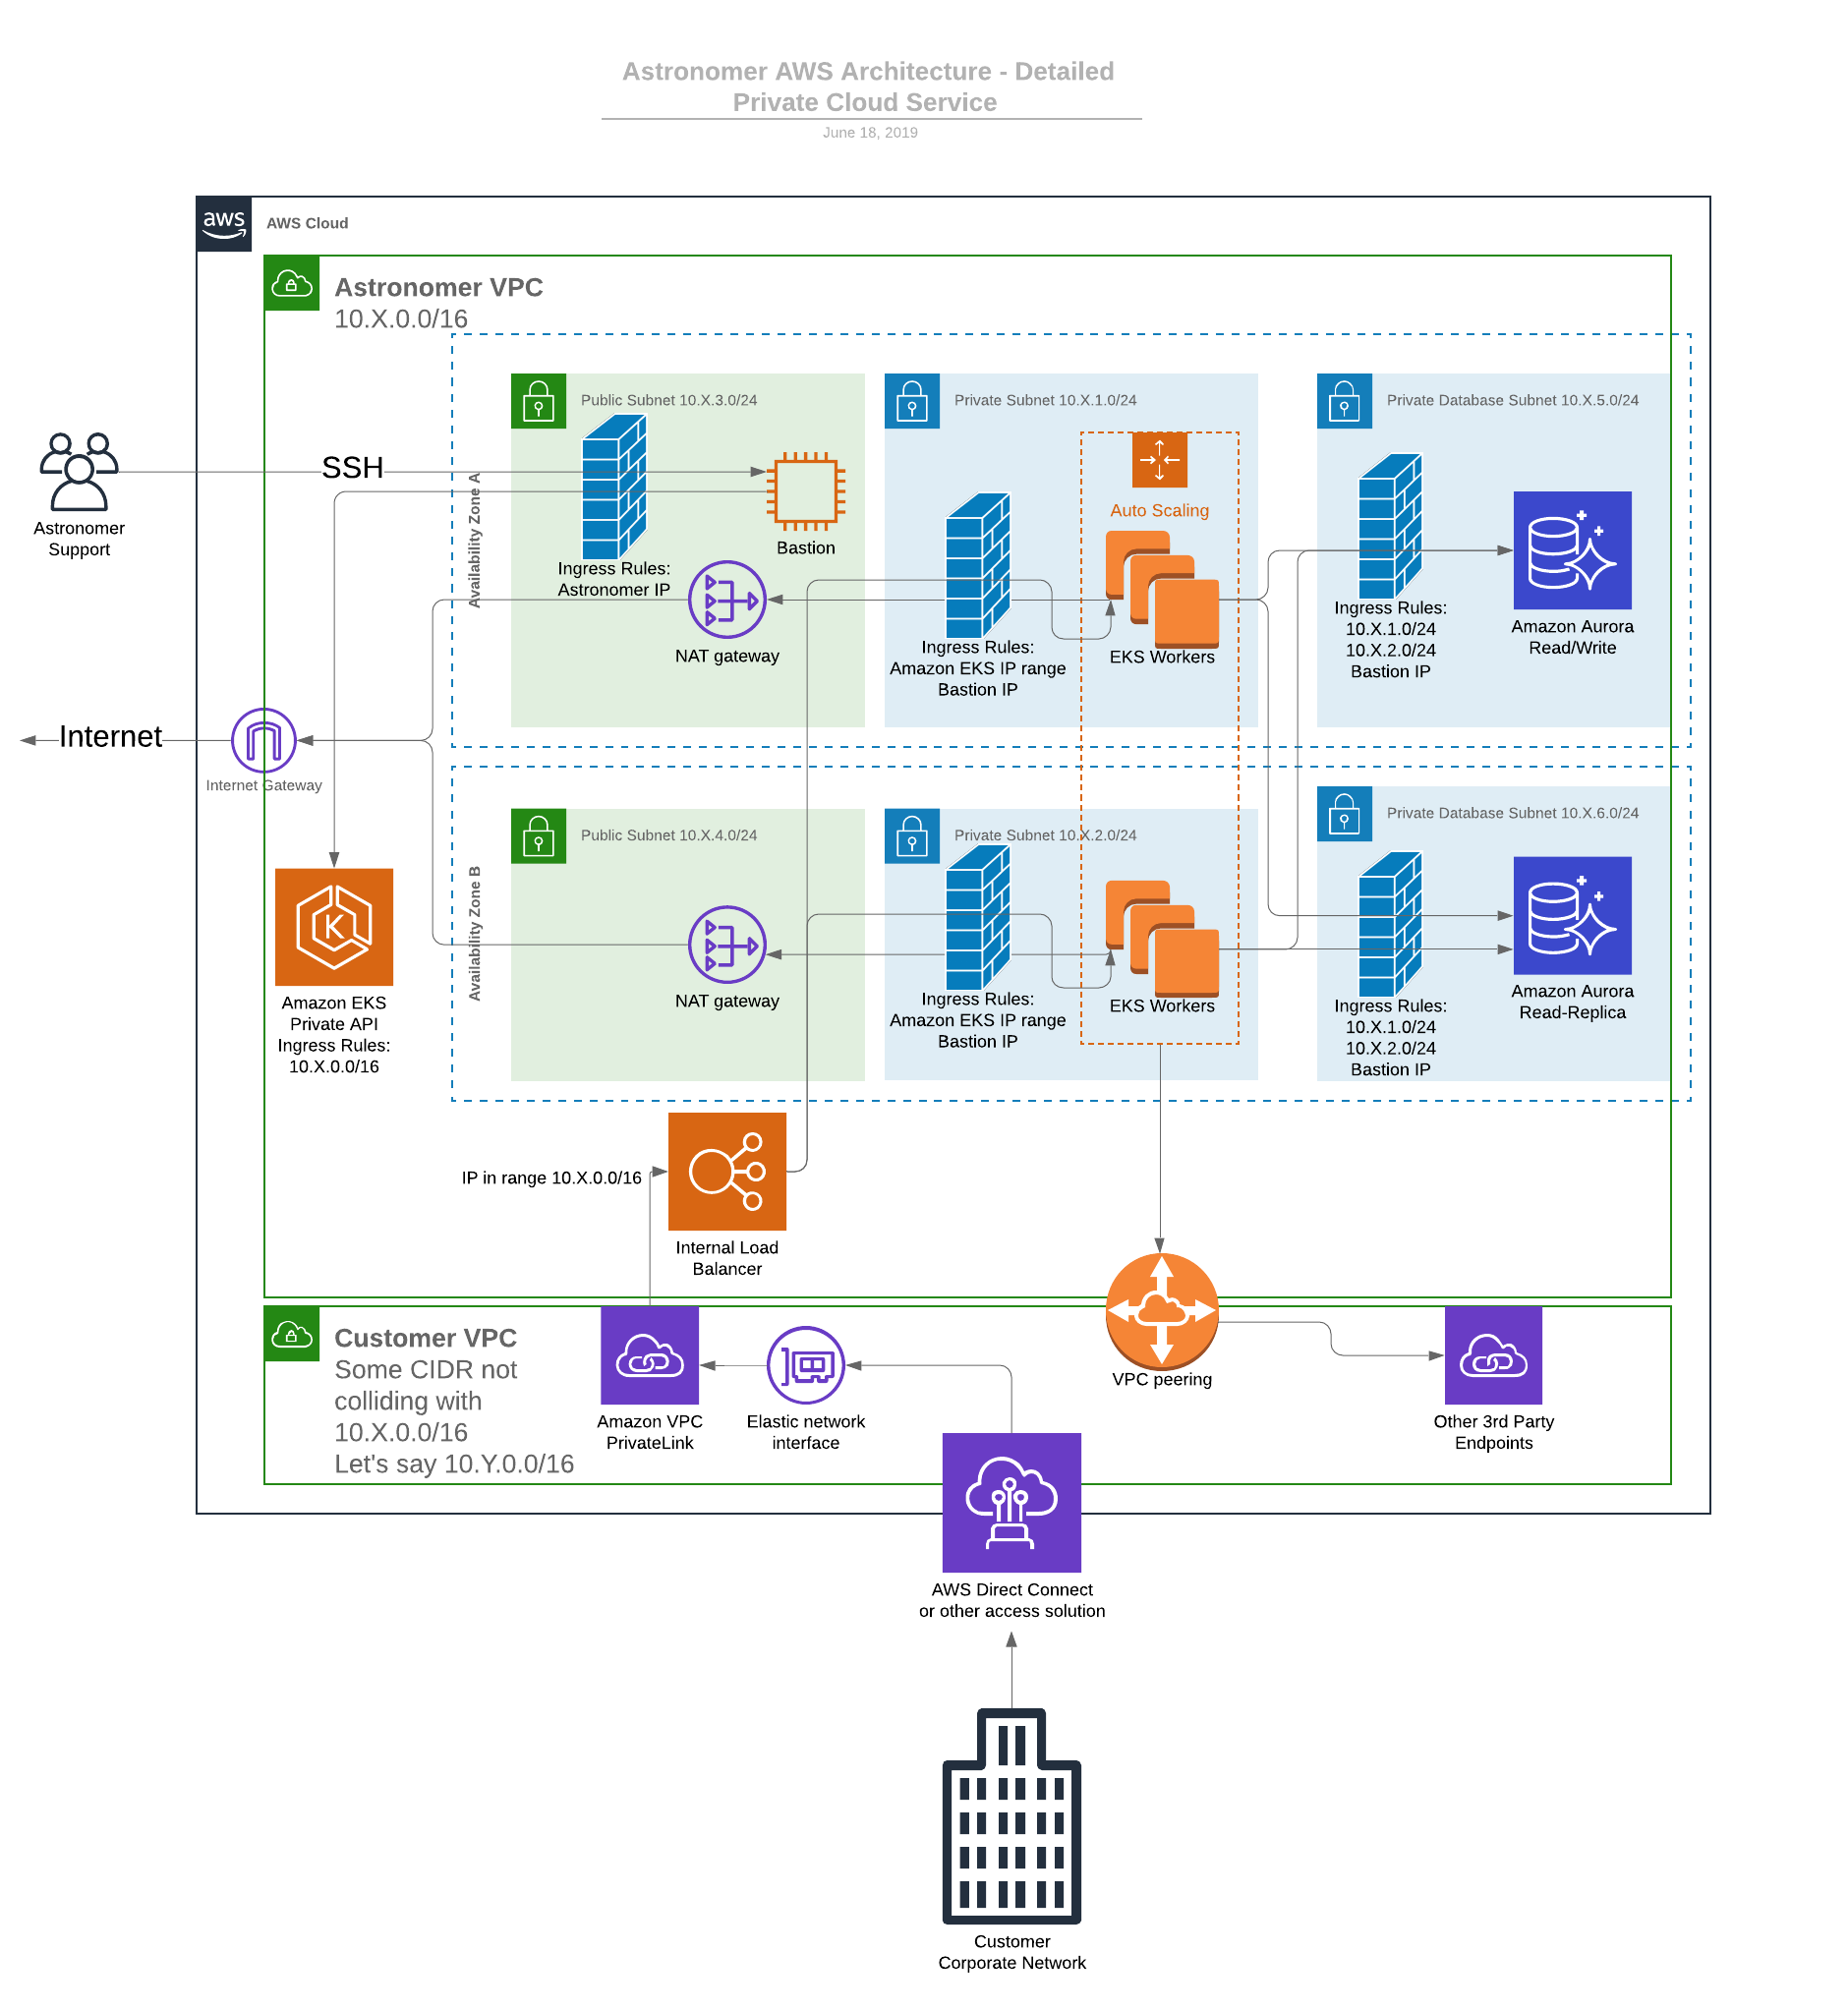 Astronomer AWS Architecture - Detailed
Private Cloud Service
June 18, 2019
aws
AWS Cloud
Astronomer VPC
10.X.0.0/16
Availability Zone A
Public Subnet 10.X.3.0/24
Private Subnet 10.X.1.0/24
Private Database Subnet 10.X.5.0/24
SSH
Astronomer
Support
Bastion
Ingress Rules:
Astronomer IP
NAT gateway
Auto Scaling
Ingress Rules:
Amazon EKS IP range
Bastion IP
EKS Workers
Ingress Rules:
10.X.1.0/24
10.X.2.0/24
Bastion IP
Amazon Aurora
Read/Write
Internet
Internet Gateway
Availability Zone B
Public Subnet 10.X.4.0/24
Private Subnet 10.X.2.0/24
Private Database Subnet 10.X.6.0/24
K
Amazon EKS
Private API
Ingress Rules:
10.X.0.0/16
NAT gateway
Ingress Rules:
Amazon EKS IP range
Bastion IP
EKS Workers
Ingress Rules:
10.X.1.0/24
10.X.2.0/24
Bastion IP
Amazon Aurora
Read-Replica
IP in range 10.X.0.0/16
Internal Load
Balancer
Customer VPC
Some CIDR not
colliding with
10.X.0.0/16
Let's say 10.Y.0.0/16
Amazon VPC
PrivateLink
Elastic network
interface
VPC peering
Other 3rd Party
Endpoints
AWS Direct Connect
or other access solution
Customer
Corporate Network